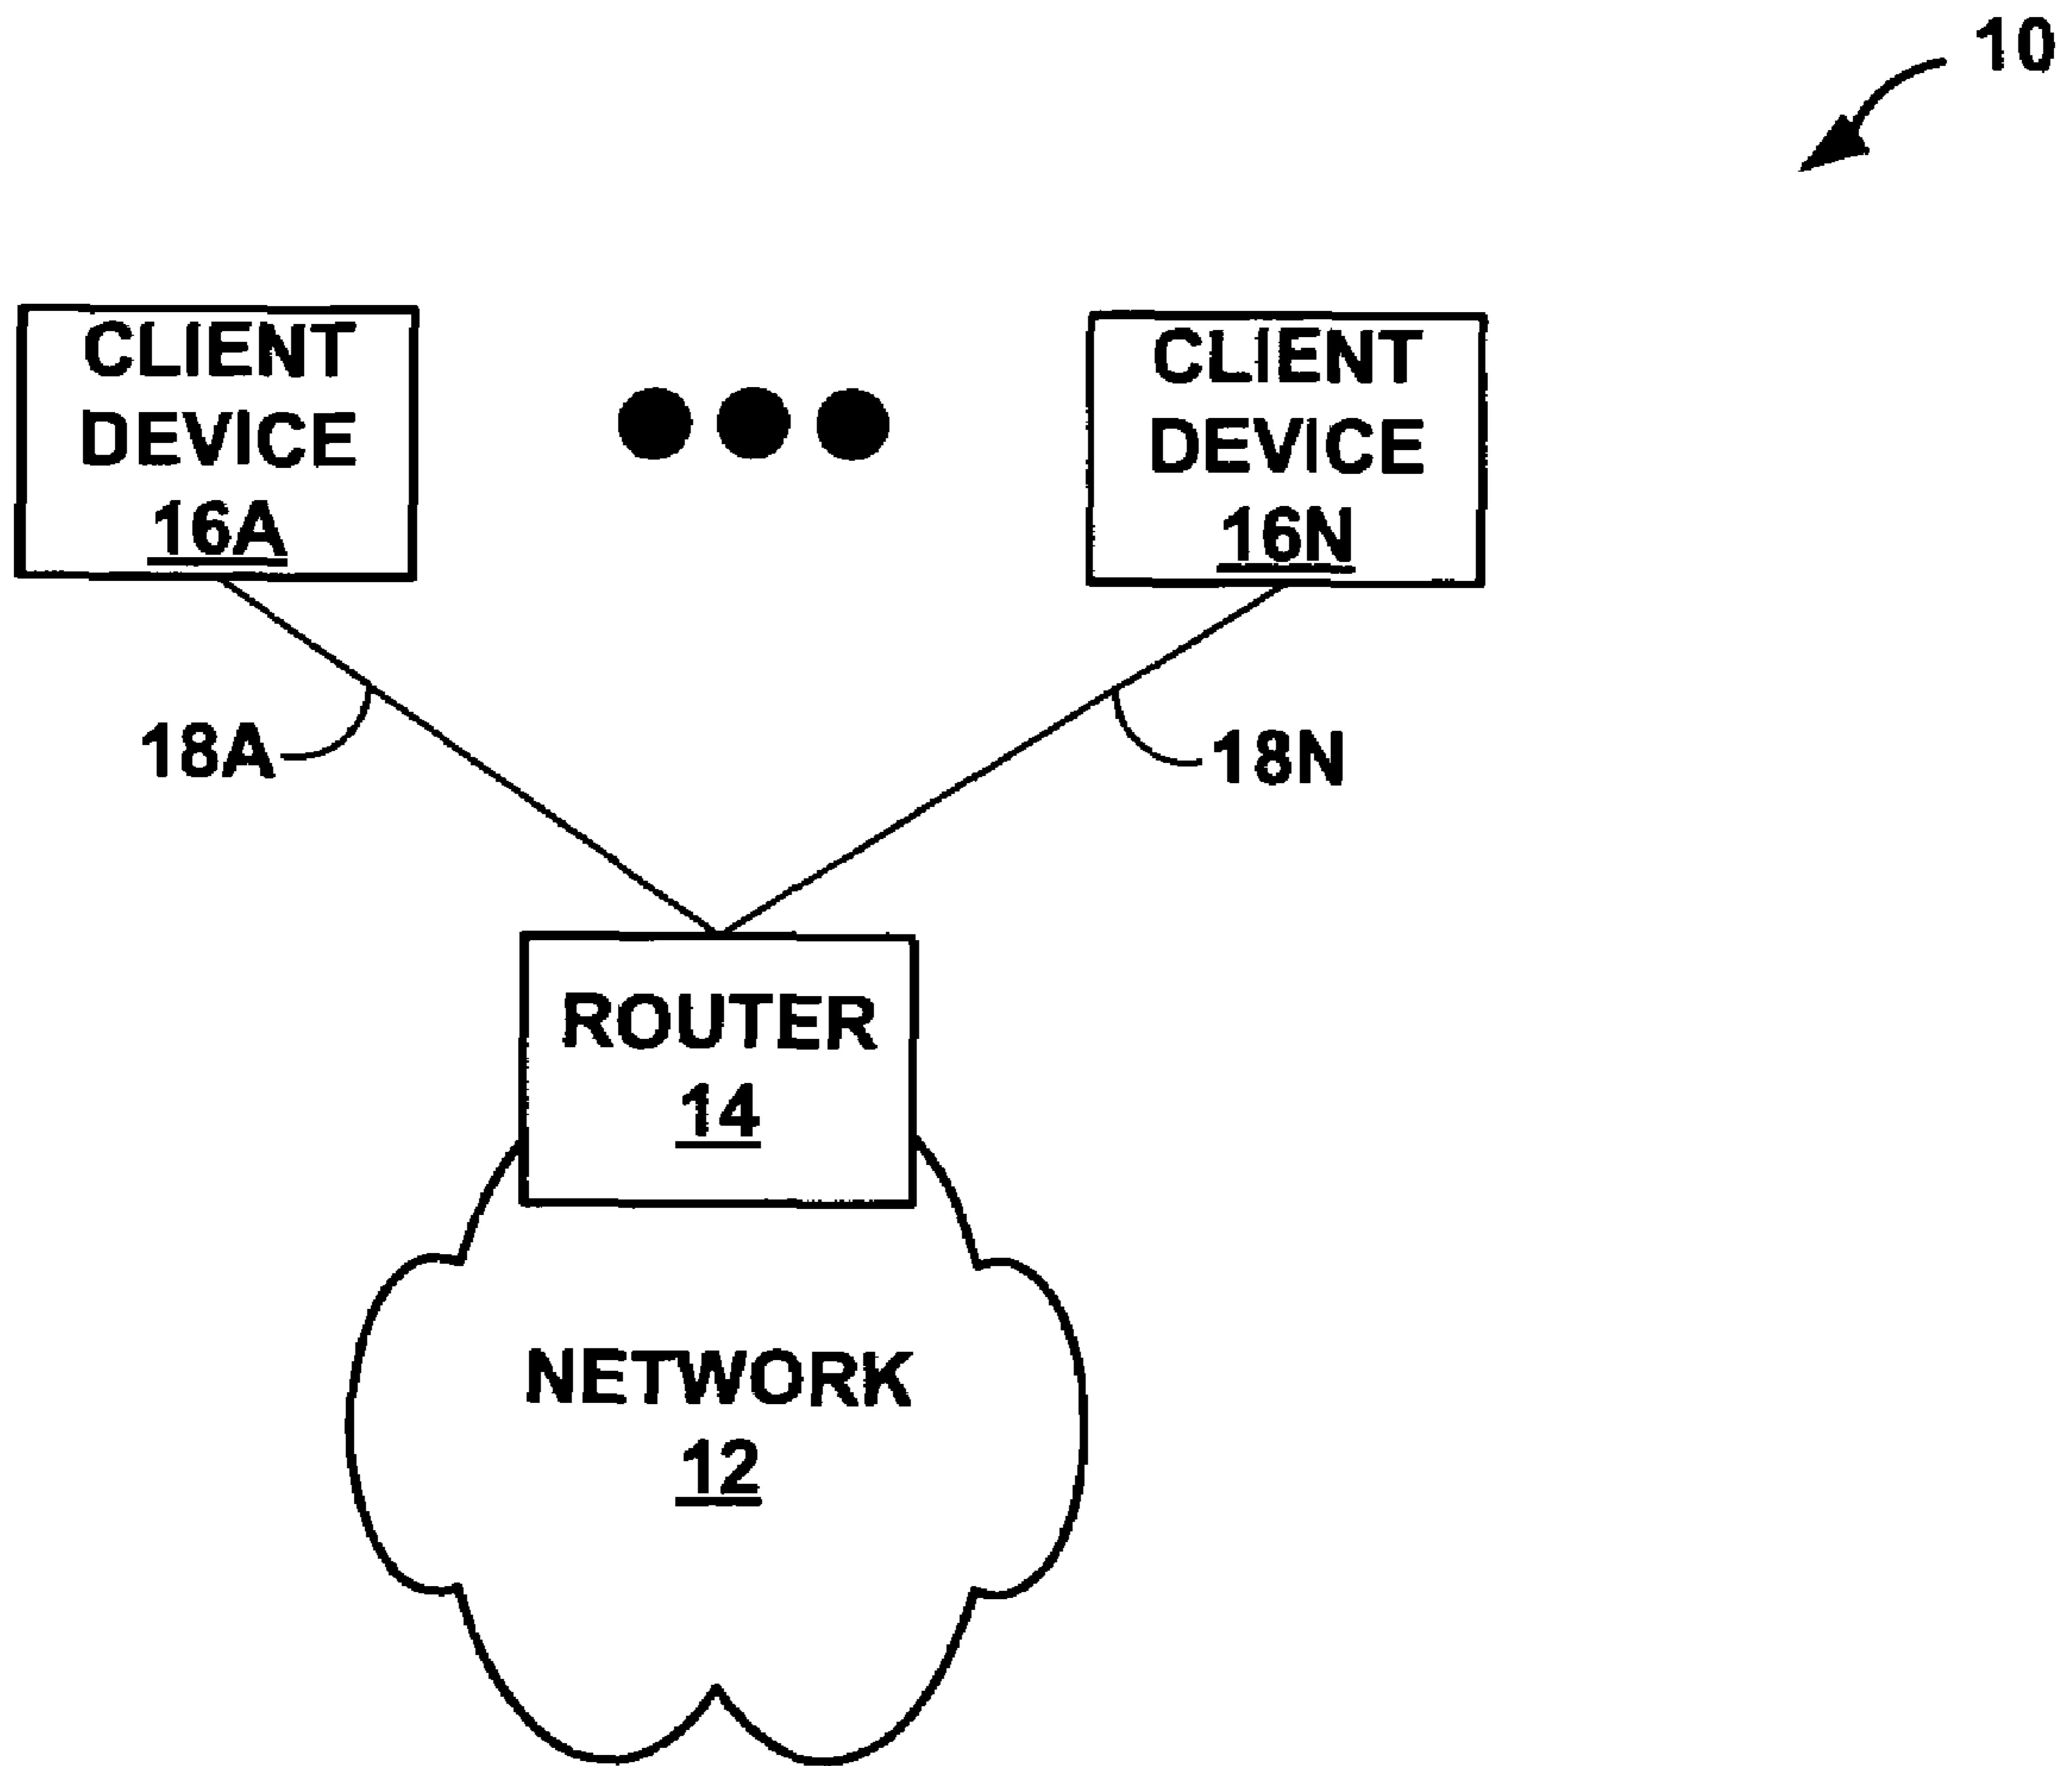 10
CLIENT
DEVICE
16A
CLIENT
DEVICE
16N
18A
18N
ROUTER
14
NETWORK
12